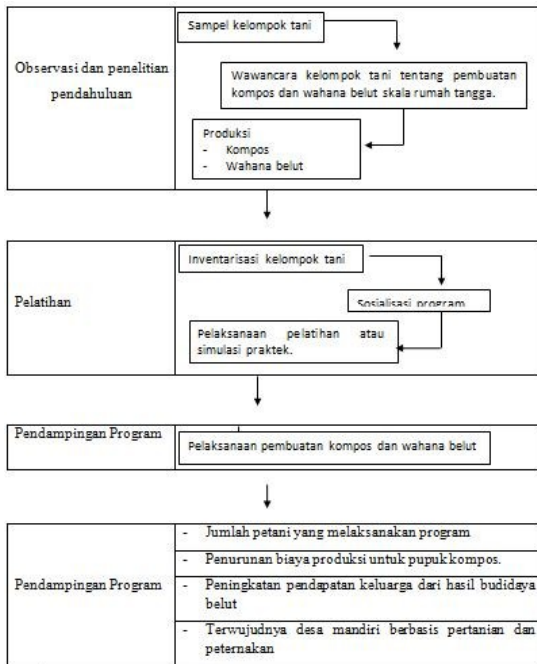 Observasi dan penelitian
pendahuluan
Sampel kelompok tani
Wawancara kelompok tani tentang pembuatan
kompos dan wahana belut skala rumah tangga.
Produksi
- Kompos
- Wahana belut
Pelatihan
Inventarisasi kelompok tani
Sosialisasi program
Pelaksanaan pelatihan atau
simulasi praktek.
Pendampingan Program
Pelaksanaan pembuatan kompos dan wahana belut
Pendampingan Program
- Jumlah petani yang melaksanakan program
- Penurunan biaya produksi untuk pupuk kompos.
- Peningkatan pendapatan keluarga dari hasil budidaya
belut
- Terwujudnya desa mandiri berbasis pertanian dan
peternakan